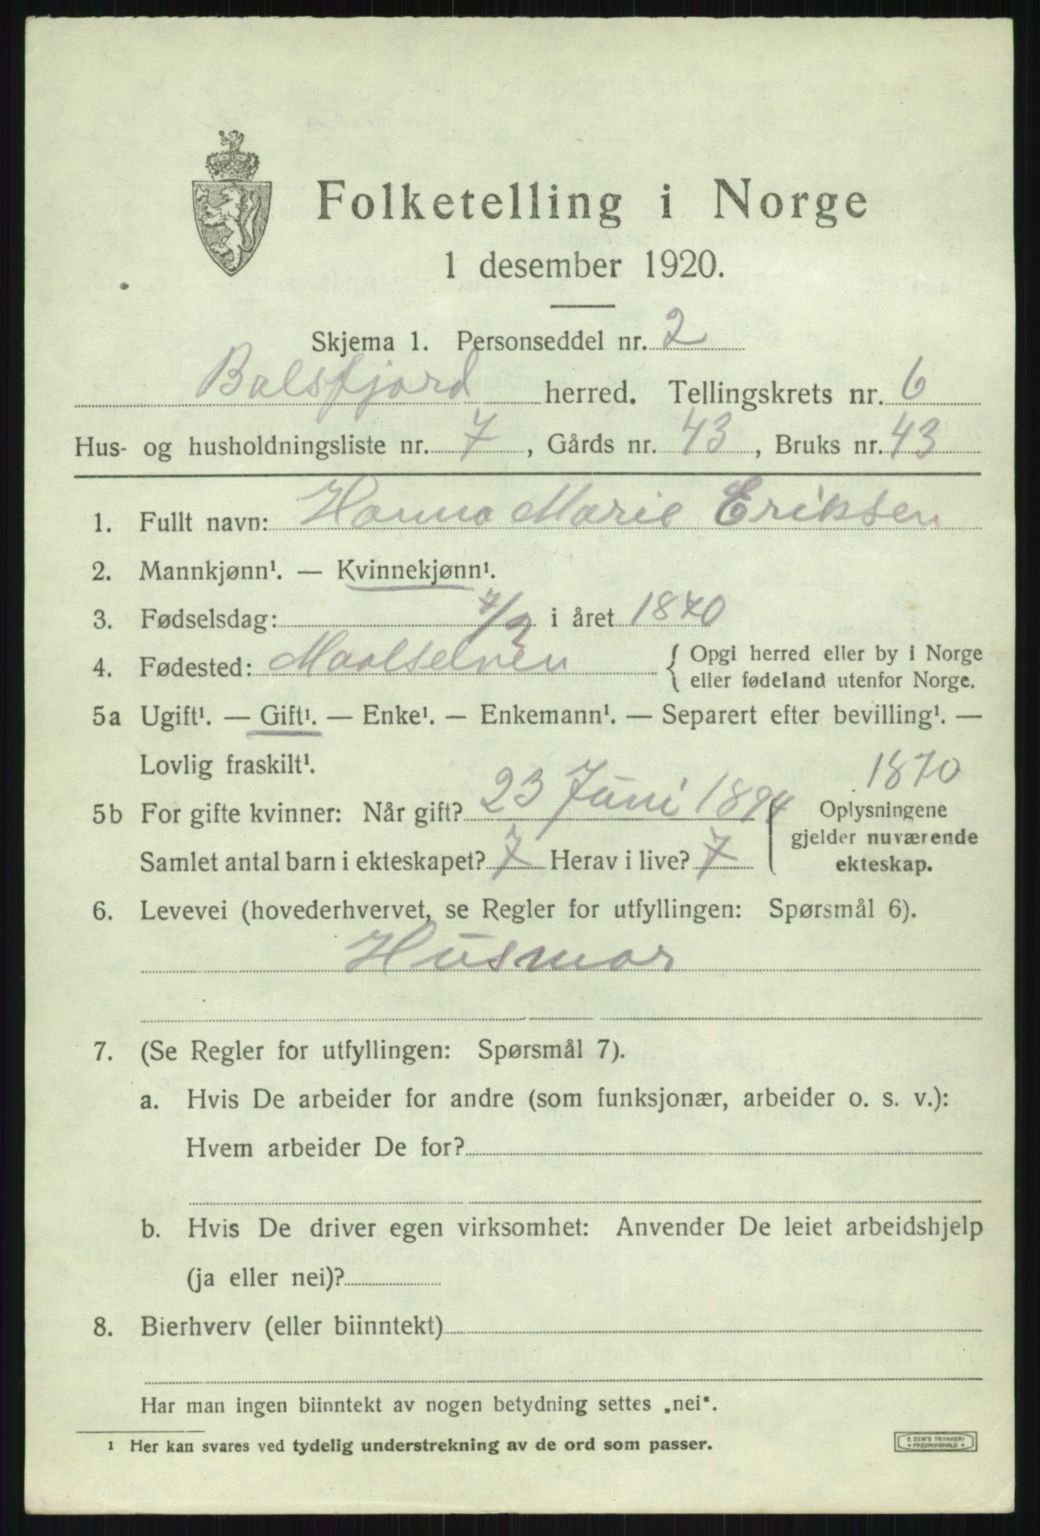 Folketelling i Norge
1 desember 1920.
Skjema 1. Personseddel nr. 2
Balsfjord herred. Tellingskrets nr. 6
Hus- og husholdningsliste nr. 7, Gårds nr. 43, Bruks nr. 43
1. Fullt navn: Hanna Marie Eriksen
2. Mannkjønn¹. — Kvinnekjønn¹.
3. Fødselsdag: 7/2 i året 1870
4. Fødested: Maalselven { Opgi herred eller by i Norge
eller fødeland utenfor Norge.
5a Ugift¹. — Gift¹. — Enke¹. — Enkemann¹. — Separert efter bevilling¹. —
Lovlig fraskilt¹.
1870
5b For gifte kvinner: Når gift? 23 Juni 1894
Samlet antal barn i ekteskapet? 7 Herav i live? 7
Oplysningene
gjelder nuværende
ekteskap.
6. Levevei (hovederhvervet, se Regler for utfyllingen: Spørsmål 6).
Husmor
7. (Se Regler for utfyllingen: Spørsmål 7).
a. Hvis De arbeider for andre (som funksjonær, arbeider o. s. v.):
Hvem arbeider De for?
b. Hvis De driver egen virksomhet: Anvender De leiet arbeidshjelp
(ja eller nei)?
8. Bierhverv (eller biinntekt)
Har man ingen biinntekt av nogen betydning settes „nei".
¹ Her kan svares ved tydelig understrekning av de ord som passer.
E. SEM'S TRYKKERI
FREDRIKSHALD